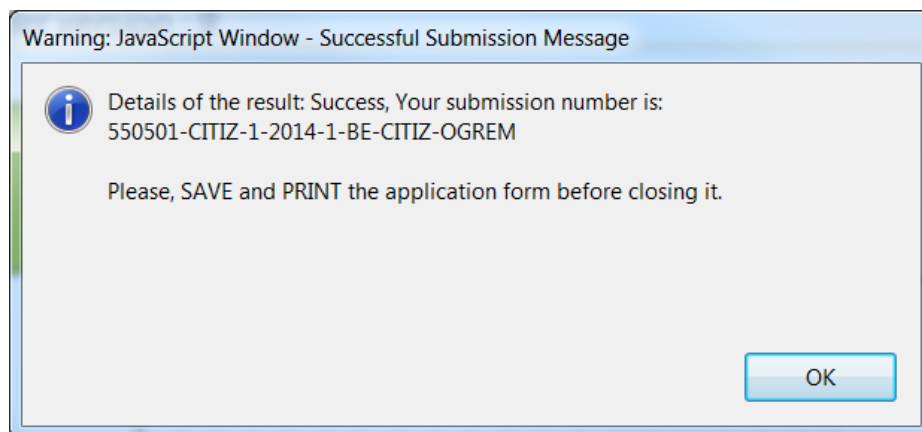 Warning: JavaScript Window - Successful Submission Message
Details of the result: Success, Your submission number is:
550501-CITIZ-1-2014-1-BE-CITIZ-OGREM
Please, SAVE and PRINT the application form before closing it.
OK